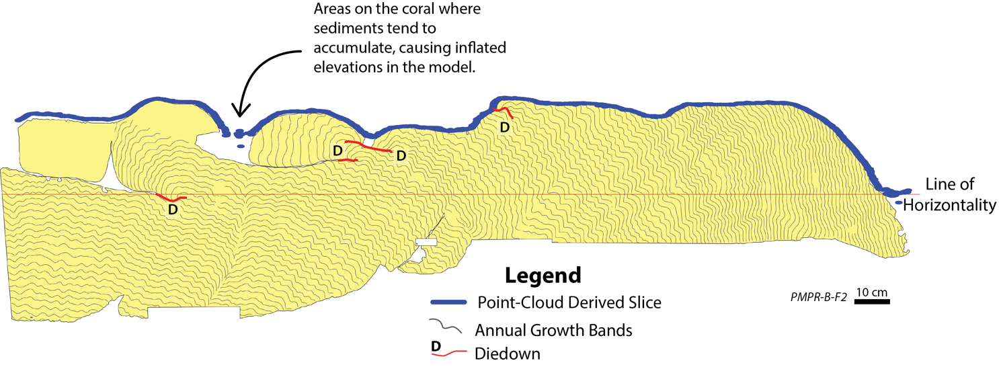 Areas on the coral where
sediments tend to
accumulate, causing inflated
elevations in the model.
D
D
D
D
Line of
Horizontality
Legend
Point-Cloud Derived Slice
Annual Growth Bands
D
Diedown
PMPR-B-F2
10 cm